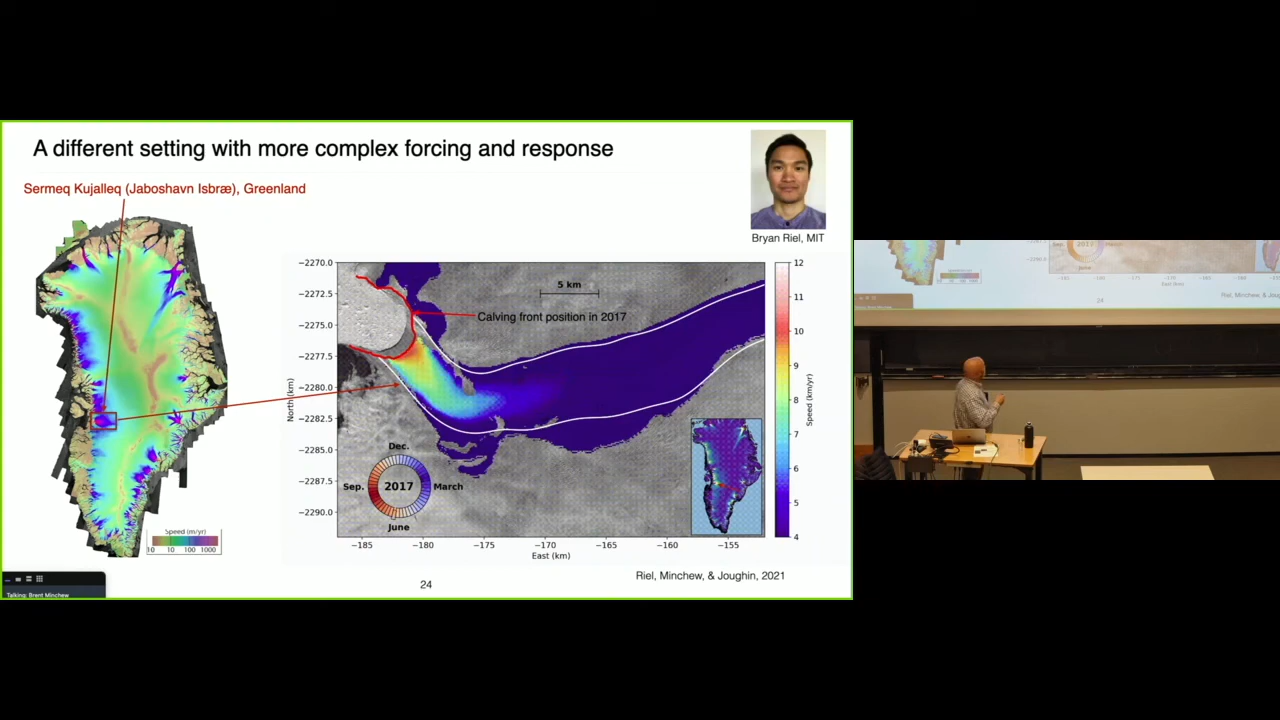 A different setting with more complex forcing and response
Sermeq Kujalleq (Jaboshavn Isbræ), Greenland
Bryan Riel, MIT
Speed (m/yr)
10 10 100 1000
−2270.0
−2272.5
−2275.0
−2277.5
−2280.0
−2282.5
−2285.0
−2287.5
−2290.0
North (km)
5 km
Calving front position in 2017
Dec.
Sep.
2017
March
June
−185 −180 −175 −170 −165 −160 −155
East (km)
12
11
10
9
8
7
6
5
4
Speed (km/yr)
Riel, Minchew, & Joughin, 2021
24
Talking: Brent Minchew
June
East (km)
24